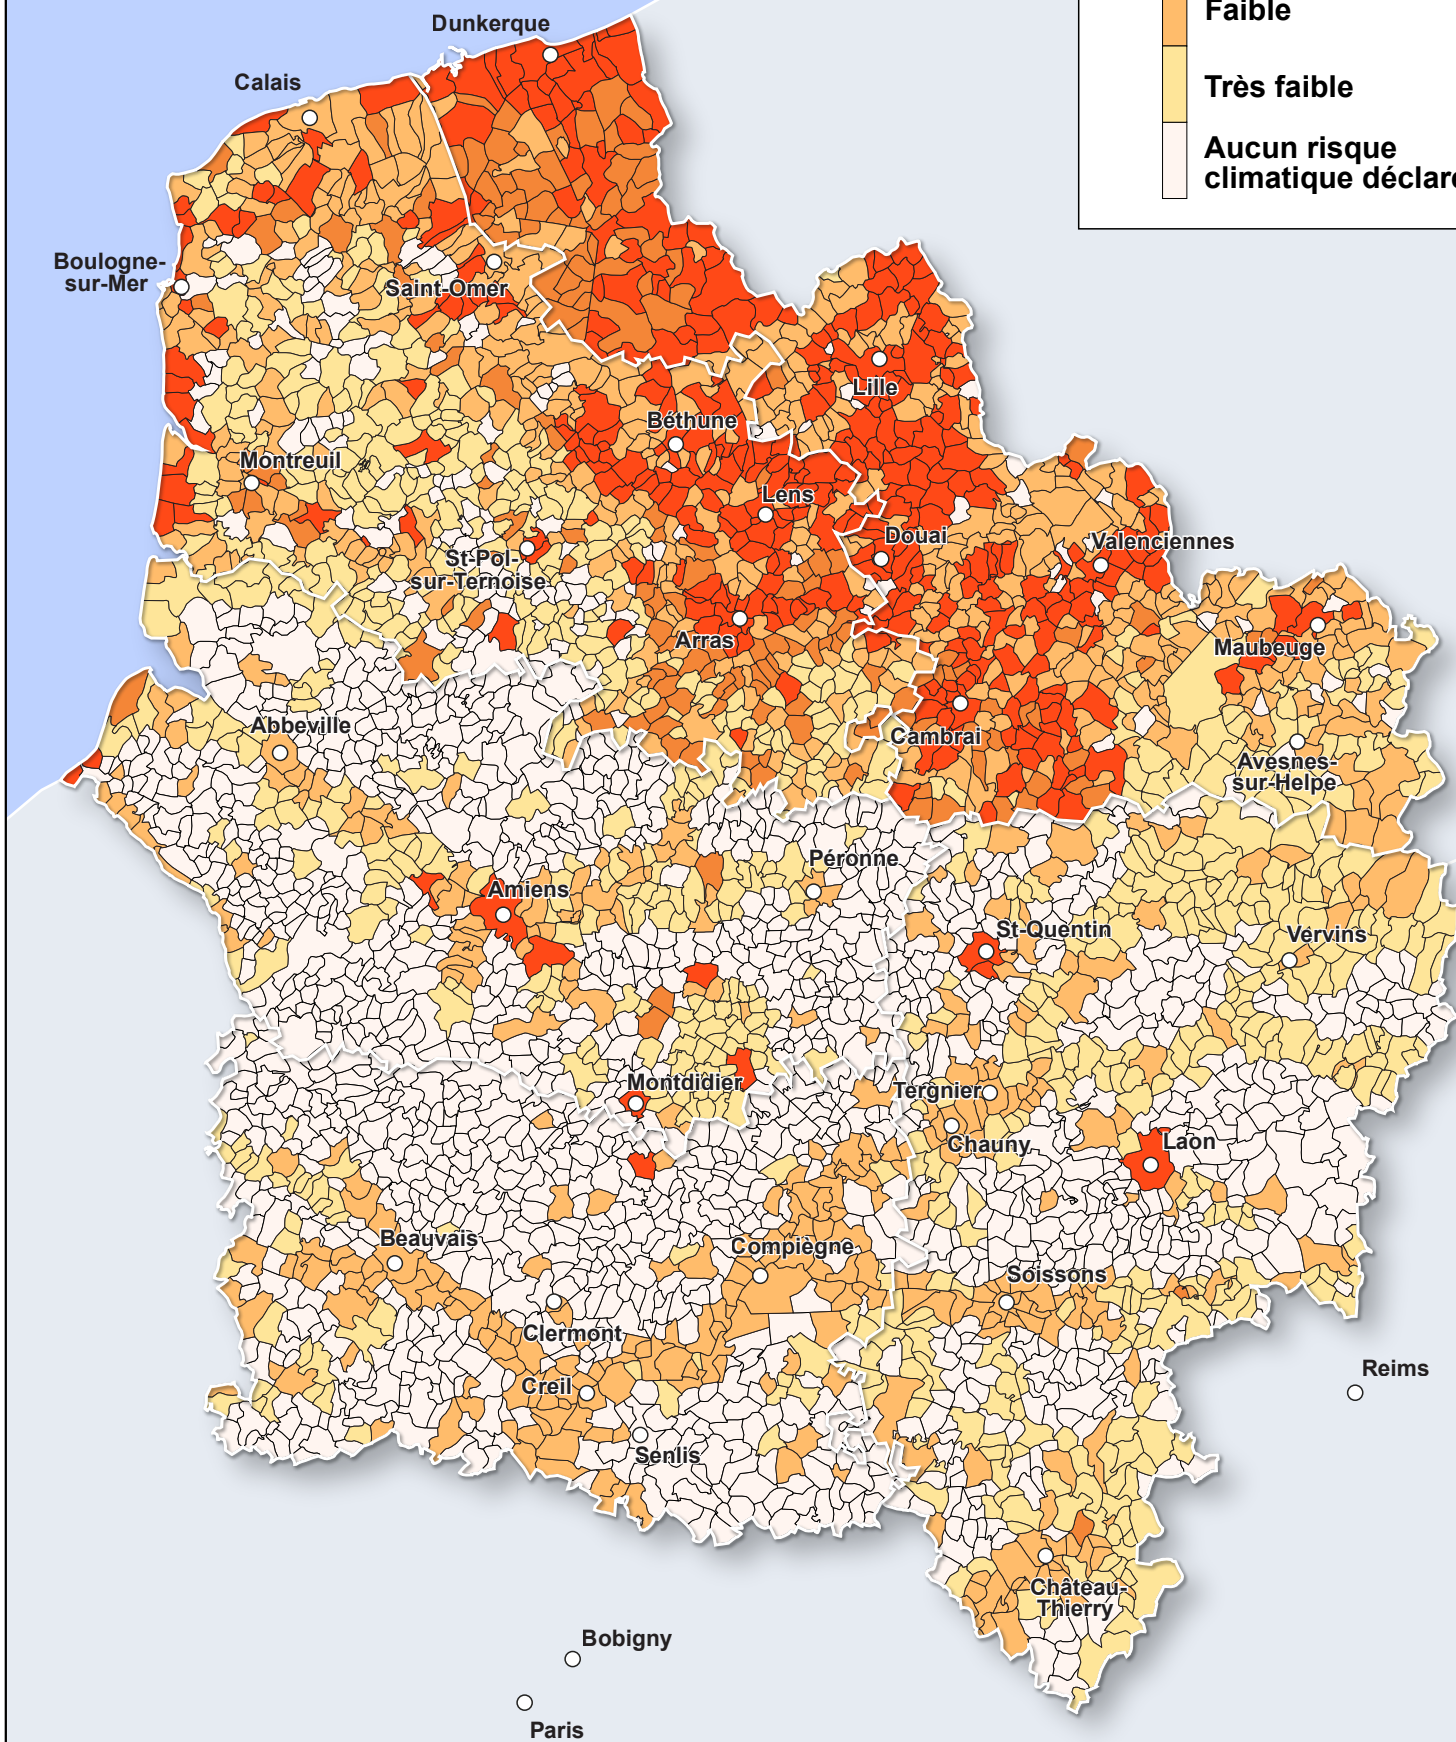 Faible
Très faible
Aucun risque
Dunkerque
Calais
Boulogne-
sur-Mer
Saint-Omer
Lille
Béthune
Montreuil
Lens
Douai
Valenciennes
St-Pol-
sur-Ternoise
Arras
Maubeuge
Abbeville
Cambrai
Avesnes-
sur-Helpe
Péronne
Amiens
St-Quentin
Vervins
Montdidier
Tergnier
Chauny
Laon
Beauvais
Compiègne
Soissons
Clermont
Creil
Reims
Senlis
Château-
Thierry
Bobigny
Paris
climatique